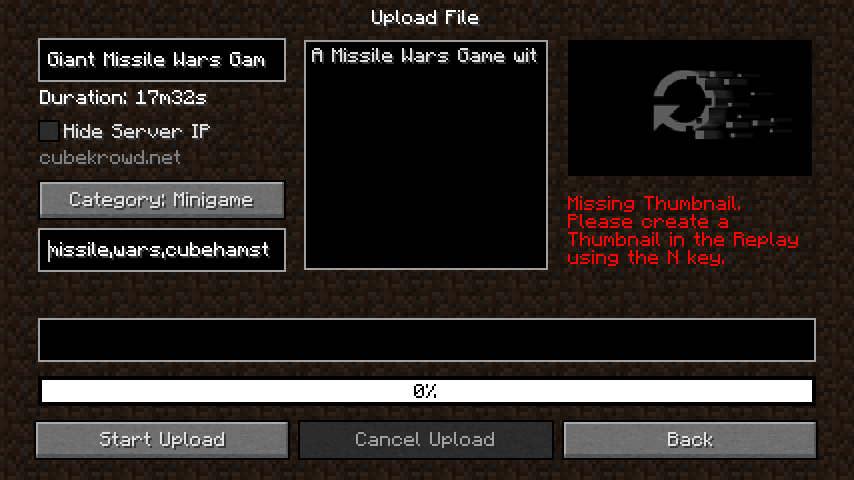 Upload File
Giant Missile Wars Gam
Duration: 17m32s
Hide Server IP
cubekrowd.net
Category: Minigame
missile,wars,cubehamst
A Missile Wars Game wit
Missing Thumbnail.
Please create a
Thumbnail in the Replay
using the N key.
0%
Start Upload
Cancel Upload
Back